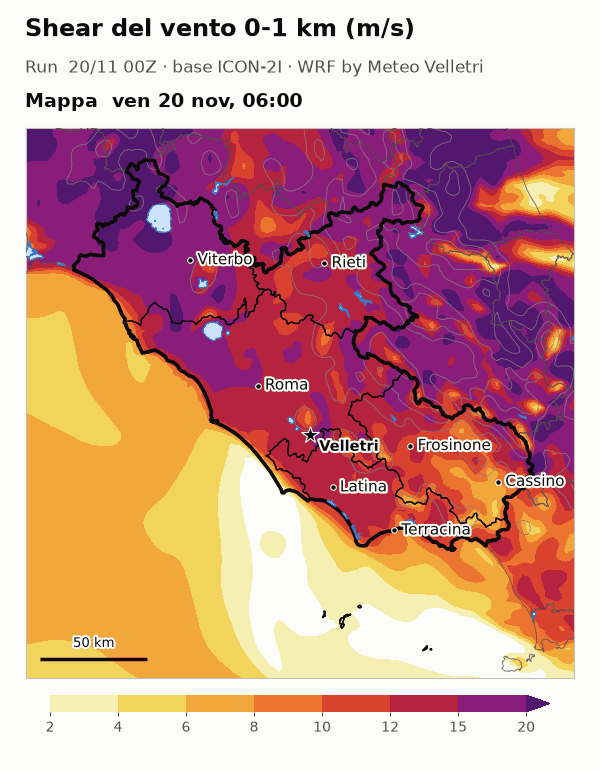 Shear del vento 0-1 km (m/s)
Run  20/11 00Z · base ICON-2I · WRF by Meteo Velletri
Mappa  ven 20 nov, 06:00
Viterbo
Rieti
Roma
Velletri
Frosinone
Cassino
Latina
Terracina
50 km
2 4 6 8 10 12 15 20